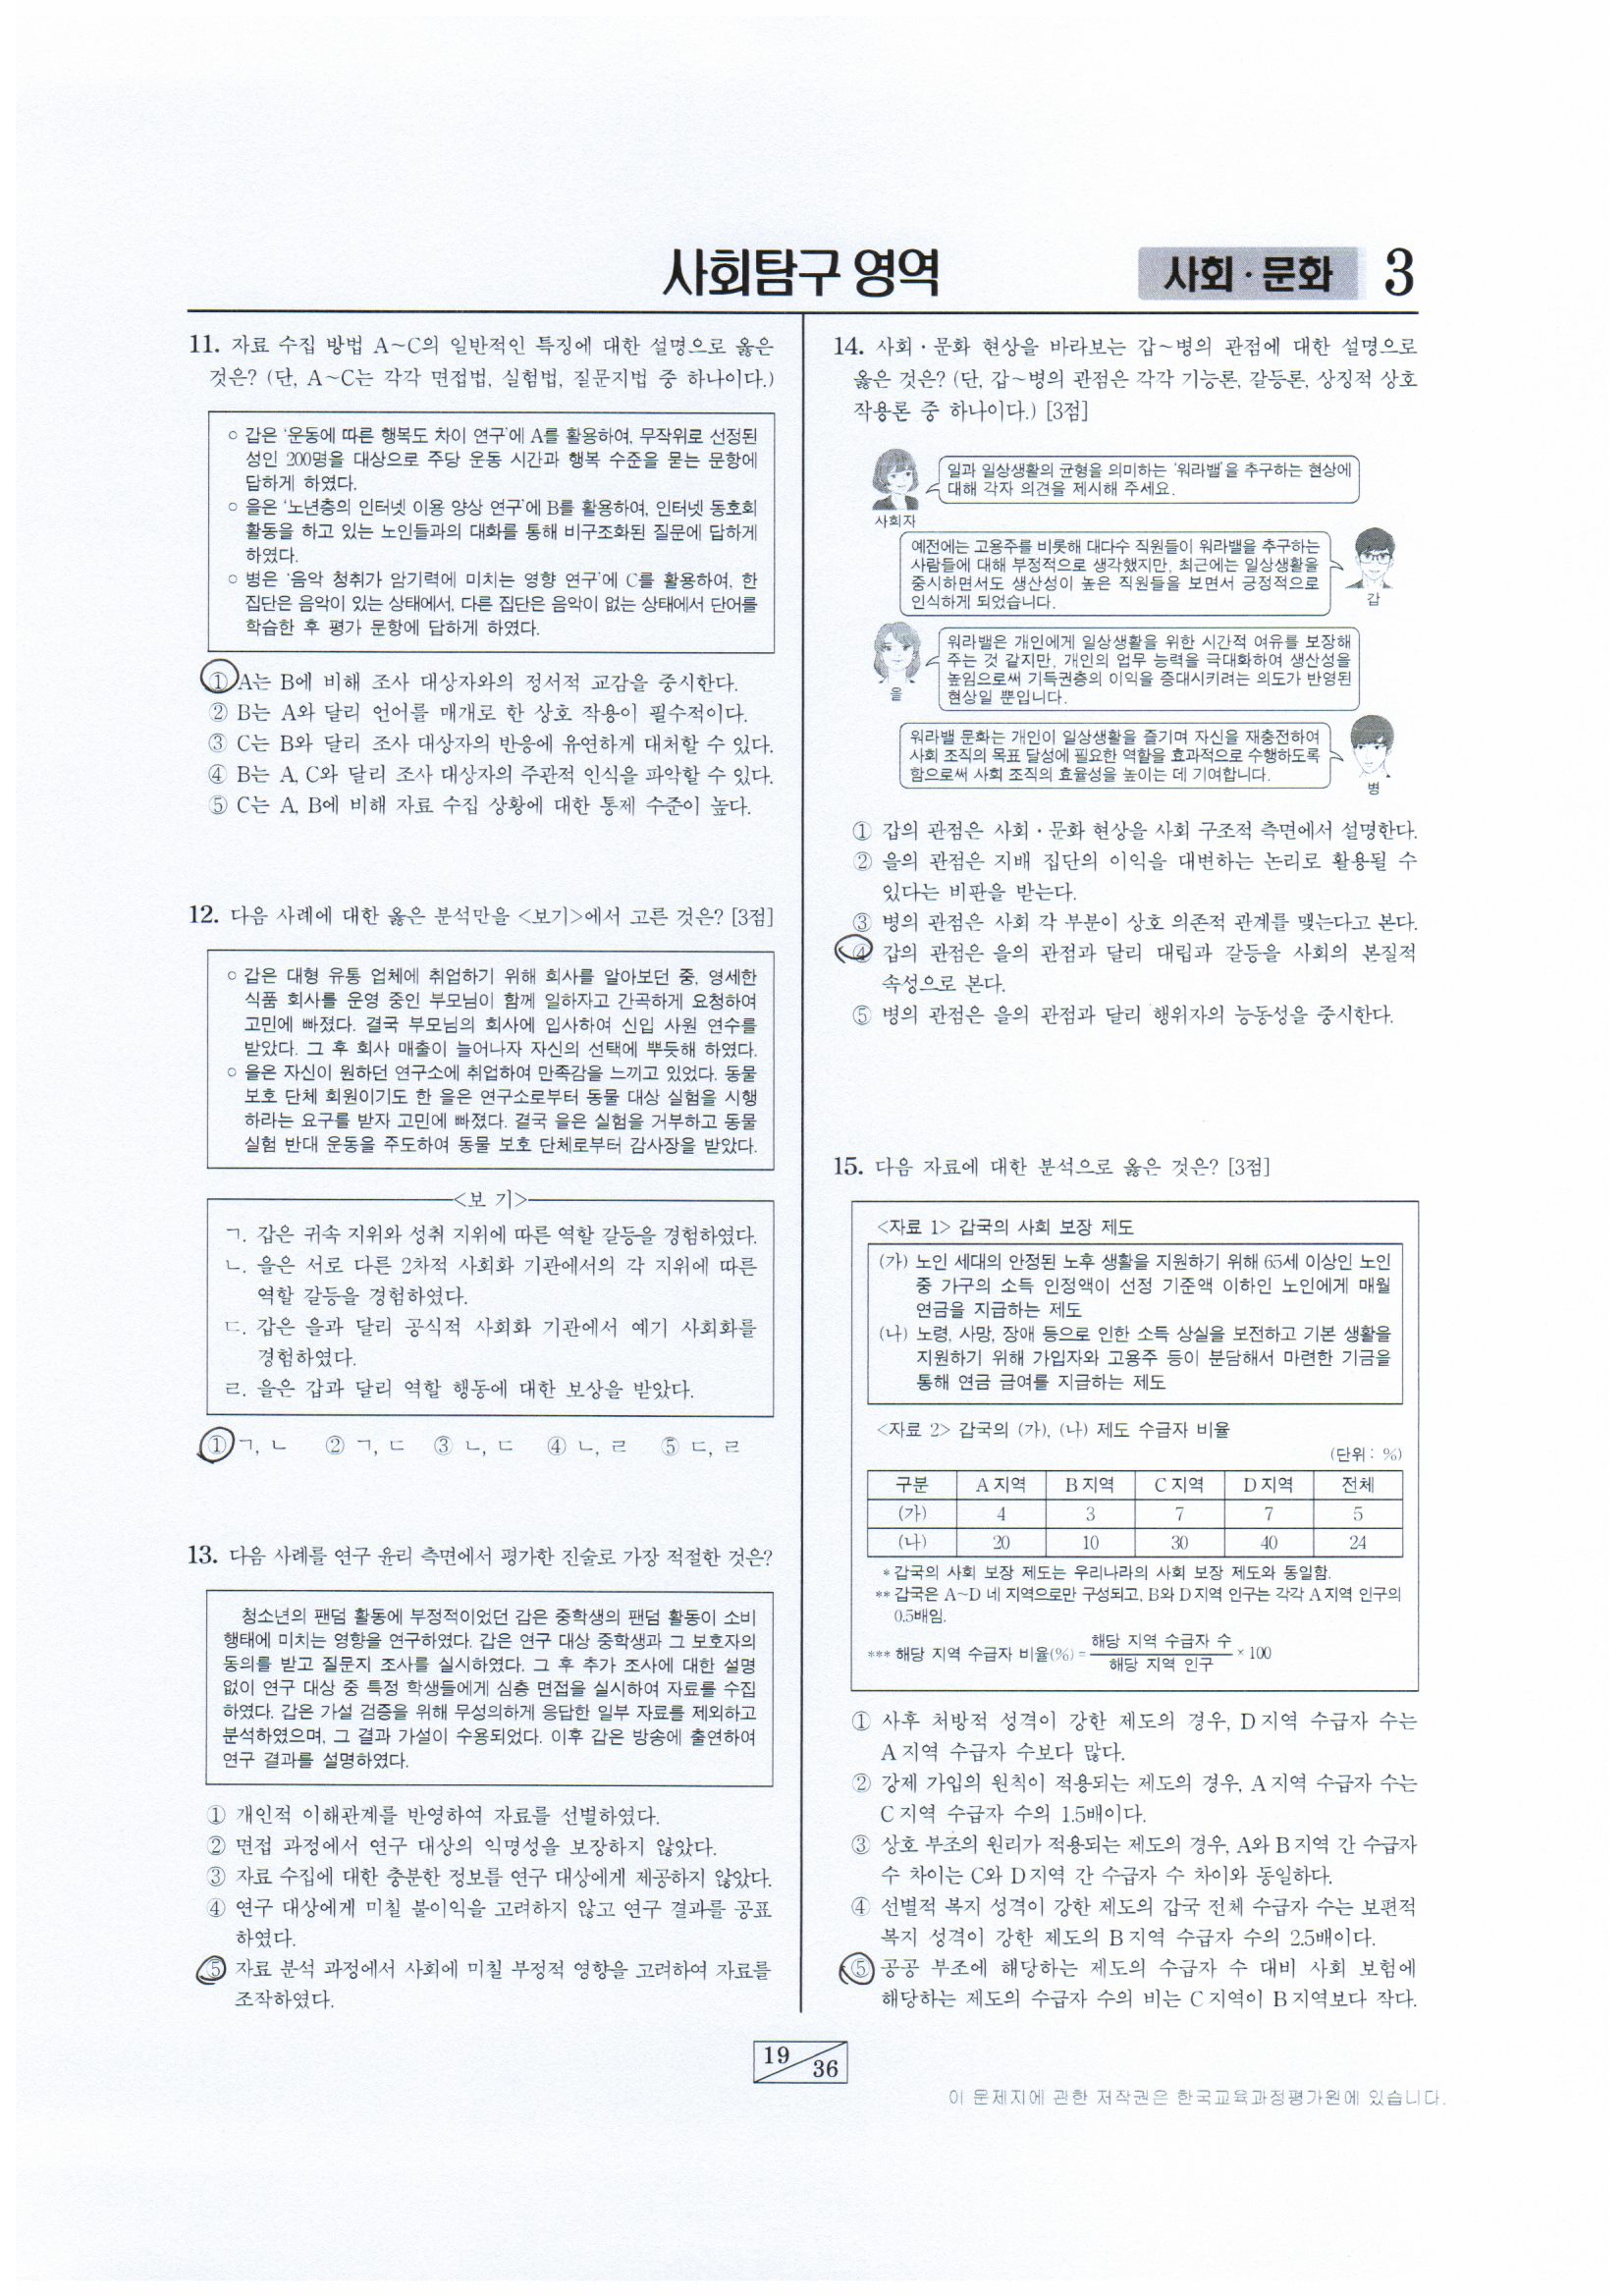 사회탐구 영역
사회·문화 3
11. 자료 수집 방법 A~C의 일반적인 특징에 대한 설명으로 옳은
것은? (단, A~C는 각각 면접법, 실험법, 질문지법 중 하나이다.)
○ 갑은 '운동에 따른 행복도 차이 연구'에 A를 활용하여, 무작위로 선정된
성인 200명을 대상으로 주당 운동 시간과 행복 수준을 묻는 문항에
답하게 하였다.
○ 을은 '노년층의 인터넷 이용 양상 연구'에 B를 활용하여, 인터넷 동호회
활동을 하고 있는 노인들과의 대화를 통해 비구조화된 질문에 답하게
하였다.
○ 병은 '음악 청취가 암기력에 미치는 영향 연구'에 C를 활용하여, 한
집단은 음악이 있는 상태에서, 다른 집단은 음악이 없는 상태에서 단어를
학습한 후 평가 문항에 답하게 하였다.
① A는 B에 비해 조사 대상자와의 정서적 교감을 중시한다.
② B는 A와 달리 언어를 매개로 한 상호 작용이 필수적이다.
③ C는 B와 달리 조사 대상자의 반응에 유연하게 대처할 수 있다.
④ B는 A, C와 달리 조사 대상자의 주관적 인식을 파악할 수 있다.
⑤ C는 A, B에 비해 자료 수집 상황에 대한 통제 수준이 높다.
12. 다음 사례에 대한 옳은 분석만을 <보기>에서 고른 것은? [3점]
○ 갑은 대형 유통 업체에 취업하기 위해 회사를 알아보던 중, 영세한
식품 회사를 운영 중인 부모님이 함께 일하자고 간곡하게 요청하여
고민에 빠졌다. 결국 부모님의 회사에 입사하여 신입 사원 연수를
받았다. 그 후 회사 매출이 늘어나자 자신의 선택에 뿌듯해 하였다.
○ 을은 자신이 원하던 연구소에 취업하여 만족감을 느끼고 있었다. 동물
보호 단체 회원이기도 한 을은 연구소로부터 동물 대상 실험을 시행
하라는 요구를 받자 고민에 빠졌다. 결국 을은 실험을 거부하고 동물
실험 반대 운동을 주도하여 동물 보호 단체로부터 감사장을 받았다.
<보 기>
ㄱ. 갑은 귀속 지위와 성취 지위에 따른 역할 갈등을 경험하였다.
ㄴ. 을은 서로 다른 2차적 사회화 기관에서의 각 지위에 따른
역할 갈등을 경험하였다.
ㄷ. 갑은 을과 달리 공식적 사회화 기관에서 예기 사회화를
경험하였다.
ㄹ. 을은 갑과 달리 역할 행동에 대한 보상을 받았다.
① ㄱ, ㄴ ② ㄱ, ㄷ ③ ㄴ, ㄷ ④ ㄴ, ㄹ ⑤ ㄷ, ㄹ
13. 다음 사례를 연구 윤리 측면에서 평가한 진술로 가장 적절한 것은?
청소년의 팬덤 활동에 부정적이었던 갑은 중학생의 팬덤 활동이 소비
행태에 미치는 영향을 연구하였다. 갑은 연구 대상 중학생과 그 보호자의
동의를 받고 질문지 조사를 실시하였다. 그 후 추가 조사에 대한 설명
없이 연구 대상 중 특정 학생들에게 심층 면접을 실시하여 자료를 수집
하였다. 갑은 가설 검증을 위해 무성의하게 응답한 일부 자료를 제외하고
분석하였으며, 그 결과 가설이 수용되었다. 이후 갑은 방송에 출연하여
연구 결과를 설명하였다.
① 개인적 이해관계를 반영하여 자료를 선별하였다.
② 면접 과정에서 연구 대상의 익명성을 보장하지 않았다.
③ 자료 수집에 대한 충분한 정보를 연구 대상에게 제공하지 않았다.
④ 연구 대상에게 미칠 불이익을 고려하지 않고 연구 결과를 공표
하였다.
⑤ 자료 분석 과정에서 사회에 미칠 부정적 영향을 고려하여 자료를
조작하였다.
14. 사회·문화 현상을 바라보는 갑~병의 관점에 대한 설명으로
옳은 것은? (단, 갑~병의 관점은 각각 기능론, 갈등론, 상징적 상호
작용론 중 하나이다.) [3점]
일과 일상생활의 균형을 의미하는 '워라밸'을 추구하는 현상에
대해 각자 의견을 제시해 주세요.
사회자
예전에는 고용주를 비롯해 대다수 직원들이 워라밸을 추구하는
사람들에 대해 부정적으로 생각했지만, 최근에는 일상생활을
중시하면서도 생산성이 높은 직원들을 보면서 긍정적으로
인식하게 되었습니다.
갑
워라밸은 개인에게 일상생활을 위한 시간적 여유를 보장해
주는 것 같지만, 개인의 업무 능력을 극대화하여 생산성을
높임으로써 기득권층의 이익을 증대시키려는 의도가 반영된
현상일 뿐입니다.
을
워라밸 문화는 개인이 일상생활을 즐기며 자신을 재충전하여
사회 조직의 목표 달성에 필요한 역할을 효과적으로 수행하도록
함으로써 사회 조직의 효율성을 높이는 데 기여합니다.
병
① 갑의 관점은 사회·문화 현상을 사회 구조적 측면에서 설명한다.
② 을의 관점은 지배 집단의 이익을 대변하는 논리로 활용될 수
있다는 비판을 받는다.
③ 병의 관점은 사회 각 부분이 상호 의존적 관계를 맺는다고 본다.
④ 갑의 관점은 을의 관점과 달리 대립과 갈등을 사회의 본질적
속성으로 본다.
⑤ 병의 관점은 을의 관점과 달리 행위자의 능동성을 중시한다.
15. 다음 자료에 대한 분석으로 옳은 것은? [3점]
<자료 1> 갑국의 사회 보장 제도
(가) 노인 세대의 안정된 노후 생활을 지원하기 위해 65세 이상인 노인
중 가구의 소득 인정액이 선정 기준액 이하인 노인에게 매월
연금을 지급하는 제도
(나) 노령, 사망, 장애 등으로 인한 소득 상실을 보전하고 기본 생활을
지원하기 위해 가입자와 고용주 등이 분담해서 마련한 기금을
통해 연금 급여를 지급하는 제도
<자료 2> 갑국의 (가), (나) 제도 수급자 비율
(단위: %)
구분 A지역 B지역 C지역 D지역 전체
(가) 4 3 7 7 5
(나) 20 10 30 40 24
* 갑국의 사회 보장 제도는 우리나라의 사회 보장 제도와 동일함.
** 갑국은 A~D 네 지역으로만 구성되고, B와 D지역 인구는 각각 A지역 인구의
0.5배임.
*** 해당 지역 수급자 비율(%) = 해당 지역 수급자 수 / 해당 지역 인구 × 100
① 사후 처방적 성격이 강한 제도의 경우, D지역 수급자 수는
A지역 수급자 수보다 많다.
② 강제 가입의 원칙이 적용되는 제도의 경우, A지역 수급자 수는
C지역 수급자 수의 1.5배이다.
③ 상호 부조의 원리가 적용되는 제도의 경우, A와 B지역 간 수급자
수 차이는 C와 D지역 간 수급자 수 차이와 동일하다.
④ 선별적 복지 성격이 강한 제도의 갑국 전체 수급자 수는 보편적
복지 성격이 강한 제도의 B지역 수급자 수의 2.5배이다.
⑤ 공공 부조에 해당하는 제도의 수급자 수 대비 사회 보험에
해당하는 제도의 수급자 수의 비는 C지역이 B지역보다 작다.
19 36
이 문제지에 관한 저작권은 한국교육과정평가원에 있습니다.